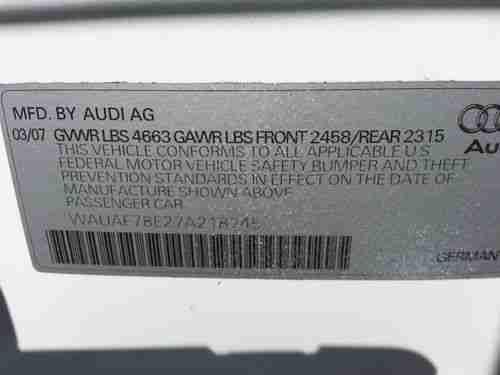 MFD. BY AUDI AG
03/07 GVWR LBS 4663 GAWR LBS FRONT 2458/REAR 2315
THIS VEHICLE CONFORMS TO ALL APPLICABLE U.S
FEDERAL MOTOR VEHICLE SAFETY BUMPER AND THEFT
PREVENTION STANDARDS IN EFFECT ON THE DATE OF
MANUFACTURE SHOWN ABOVE.
PASSENGER CAR